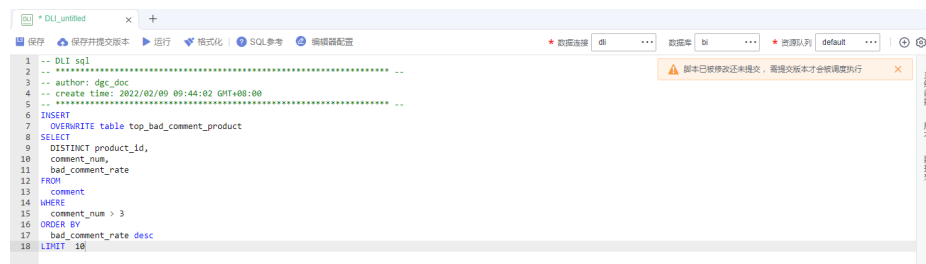 DLI * DLI_untitled × +
保存 保存并提交版本 运行 格式化 SQL参考 编辑器配置 * 数据连接 dli ··· 数据库 bi ··· * 资源队列 default ···
脚本已被修改还未提交，需提交版本才会被调度执行 ×
1 -- DLI sql
2 -- ******************************************************************** --
3 -- author: dgc_doc
4 -- create time: 2022/02/09 09:44:02 GMT+08:00
5 -- ******************************************************************** --
6 INSERT
7 OVERWRITE table top_bad_comment_product
8 SELECT
9 DISTINCT product_id,
10 comment_num,
11 bad_comment_rate
12 FROM
13 comment
14 WHERE
15 comment_num > 3
16 ORDER BY
17 bad_comment_rate desc
18 LIMIT 10